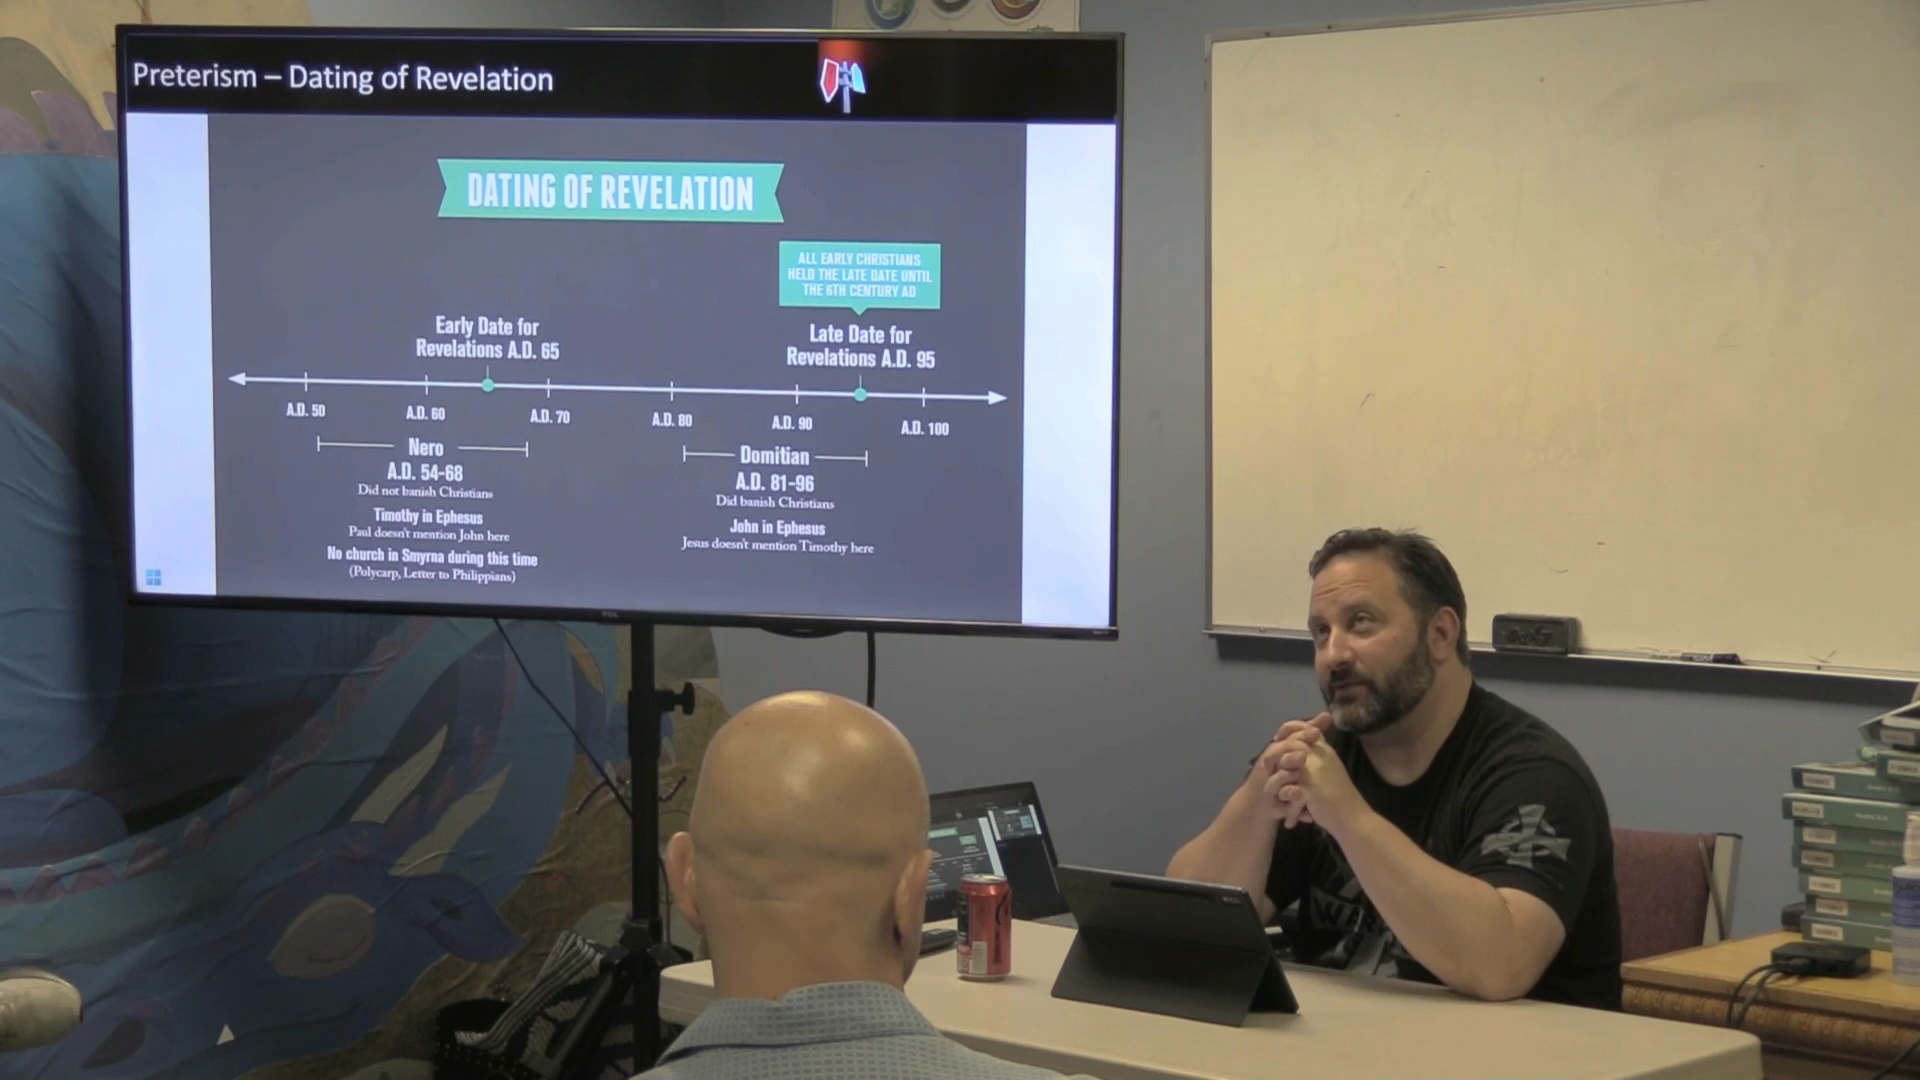 Preterism – Dating of Revelation
DATING OF REVELATION
ALL EARLY CHRISTIANS
HELD THE LATE DATE UNTIL
THE 6TH CENTURY AD
Early Date for
Revelations A.D. 65
Late Date for
Revelations A.D. 95
A.D. 50
A.D. 60
A.D. 70
A.D. 80
A.D. 90
A.D. 100
Nero
A.D. 54-68
Did not banish Christians
Timothy in Ephesus
Paul doesn't mention John here
No church in Smyrna during this time
(Polycarp, Letter to Philippians)
Domitian
A.D. 81-96
Did banish Christians
John in Ephesus
Jesus doesn't mention Timothy here
TCL